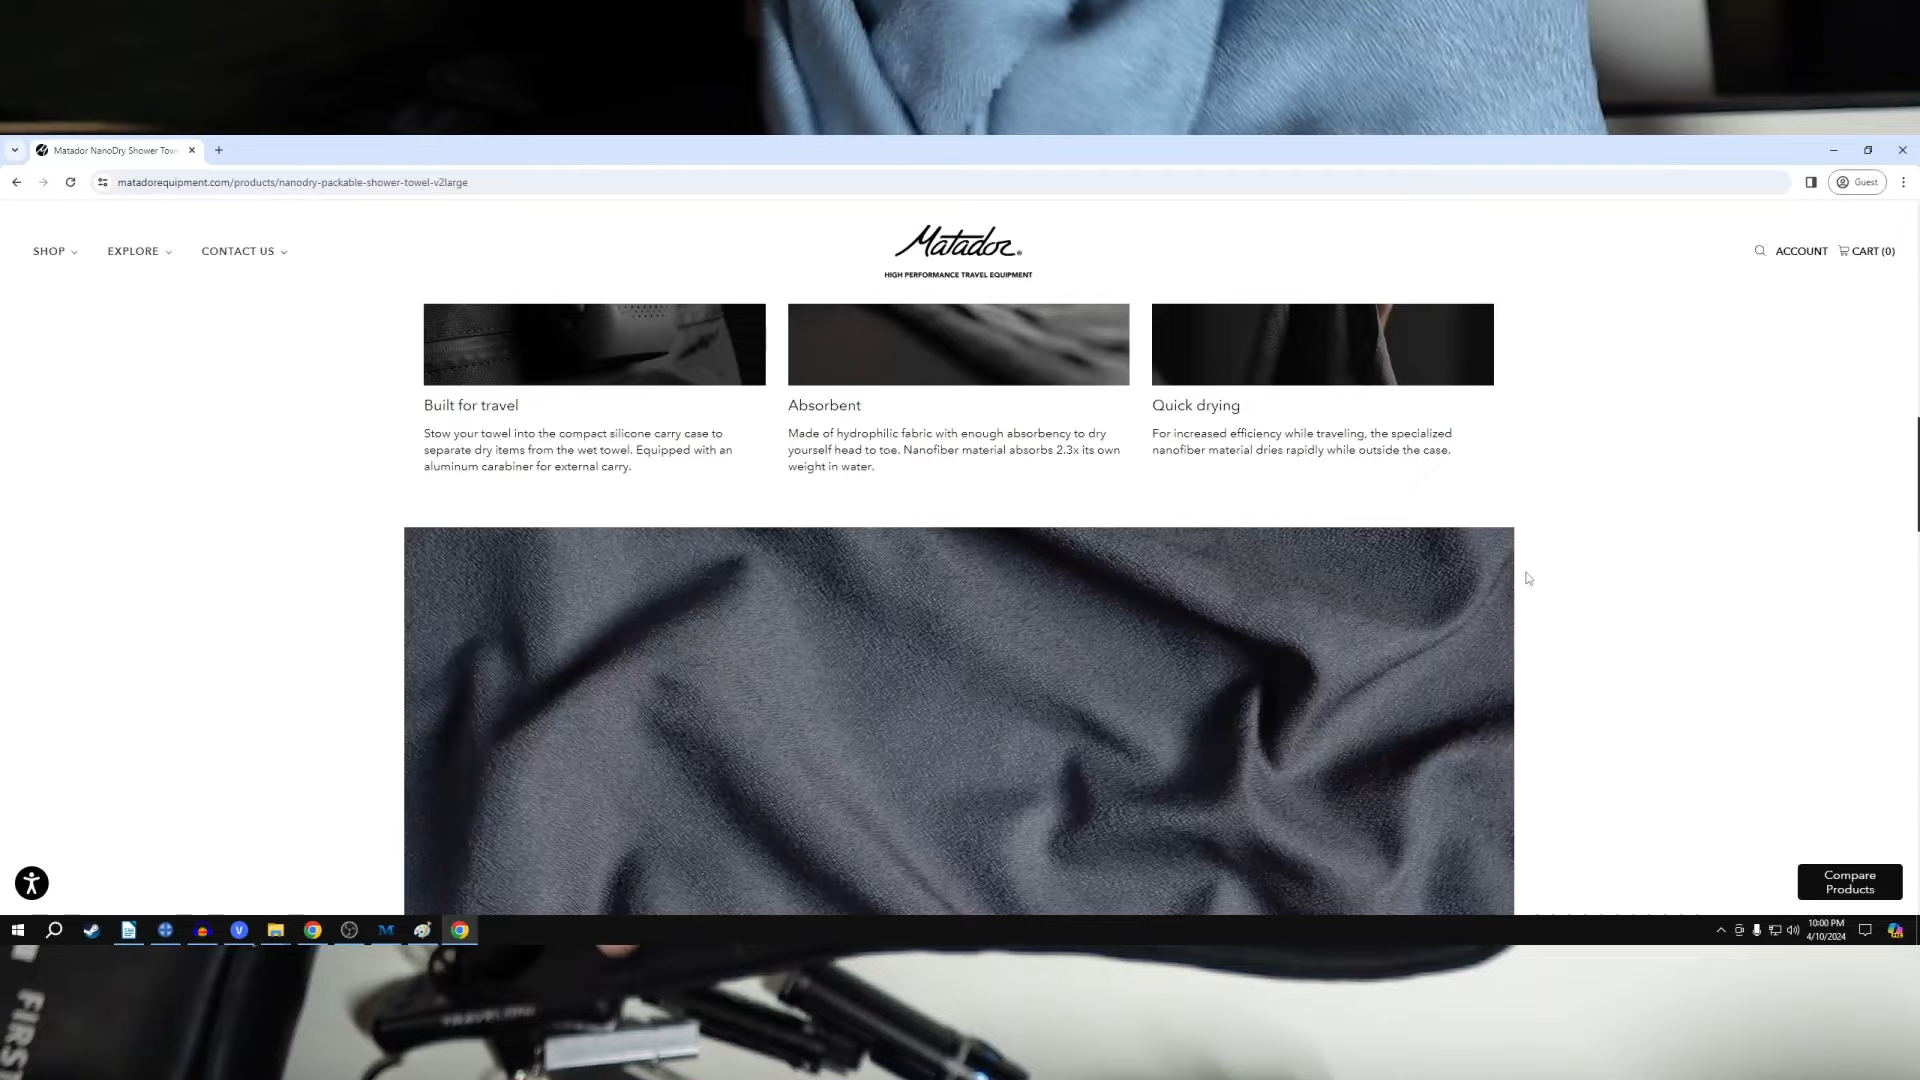 Matador NanoDry Shower Tow
matadorequipment.com/products/nanodry-packable-shower-towel-v2large
Guest
SHOP
EXPLORE
CONTACT US
Matador®
HIGH PERFORMANCE TRAVEL EQUIPMENT
ACCOUNT
CART (0)
Built for travel
Stow your towel into the compact silicone carry case to
separate dry items from the wet towel. Equipped with an
aluminum carabiner for external carry.
Absorbent
Made of hydrophilic fabric with enough absorbency to dry
yourself head to toe. Nanofiber material absorbs 2.3x its own
weight in water.
Quick drying
For increased efficiency while traveling, the specialized
nanofiber material dries rapidly while outside the case.
Compare
Products
10:00 PM
4/10/2024
FIRST